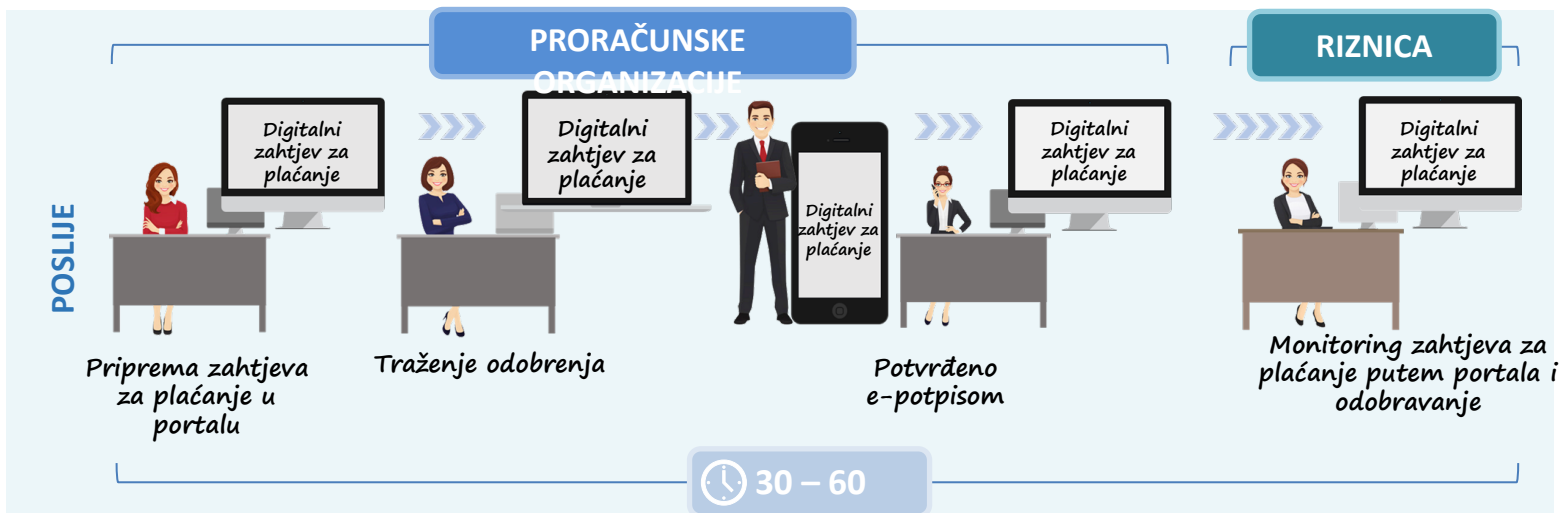 PRORAČUNSKE
ORGANIZACIJE
RIZNICA
POSLIJE
Digitalni
zahtjev za
plaćanje
Digitalni
zahtjev za
plaćanje
Digitalni
zahtjev za
plaćanje
Digitalni
zahtjev za
plaćanje
Digitalni
zahtjev za
plaćanje
Priprema zahtjeva
za plaćanje u
portalu
Traženje odobrenja
Potvrđeno
e-potpisom
Monitoring zahtjeva za
plaćanje putem portala i
odobravanje
30 – 60